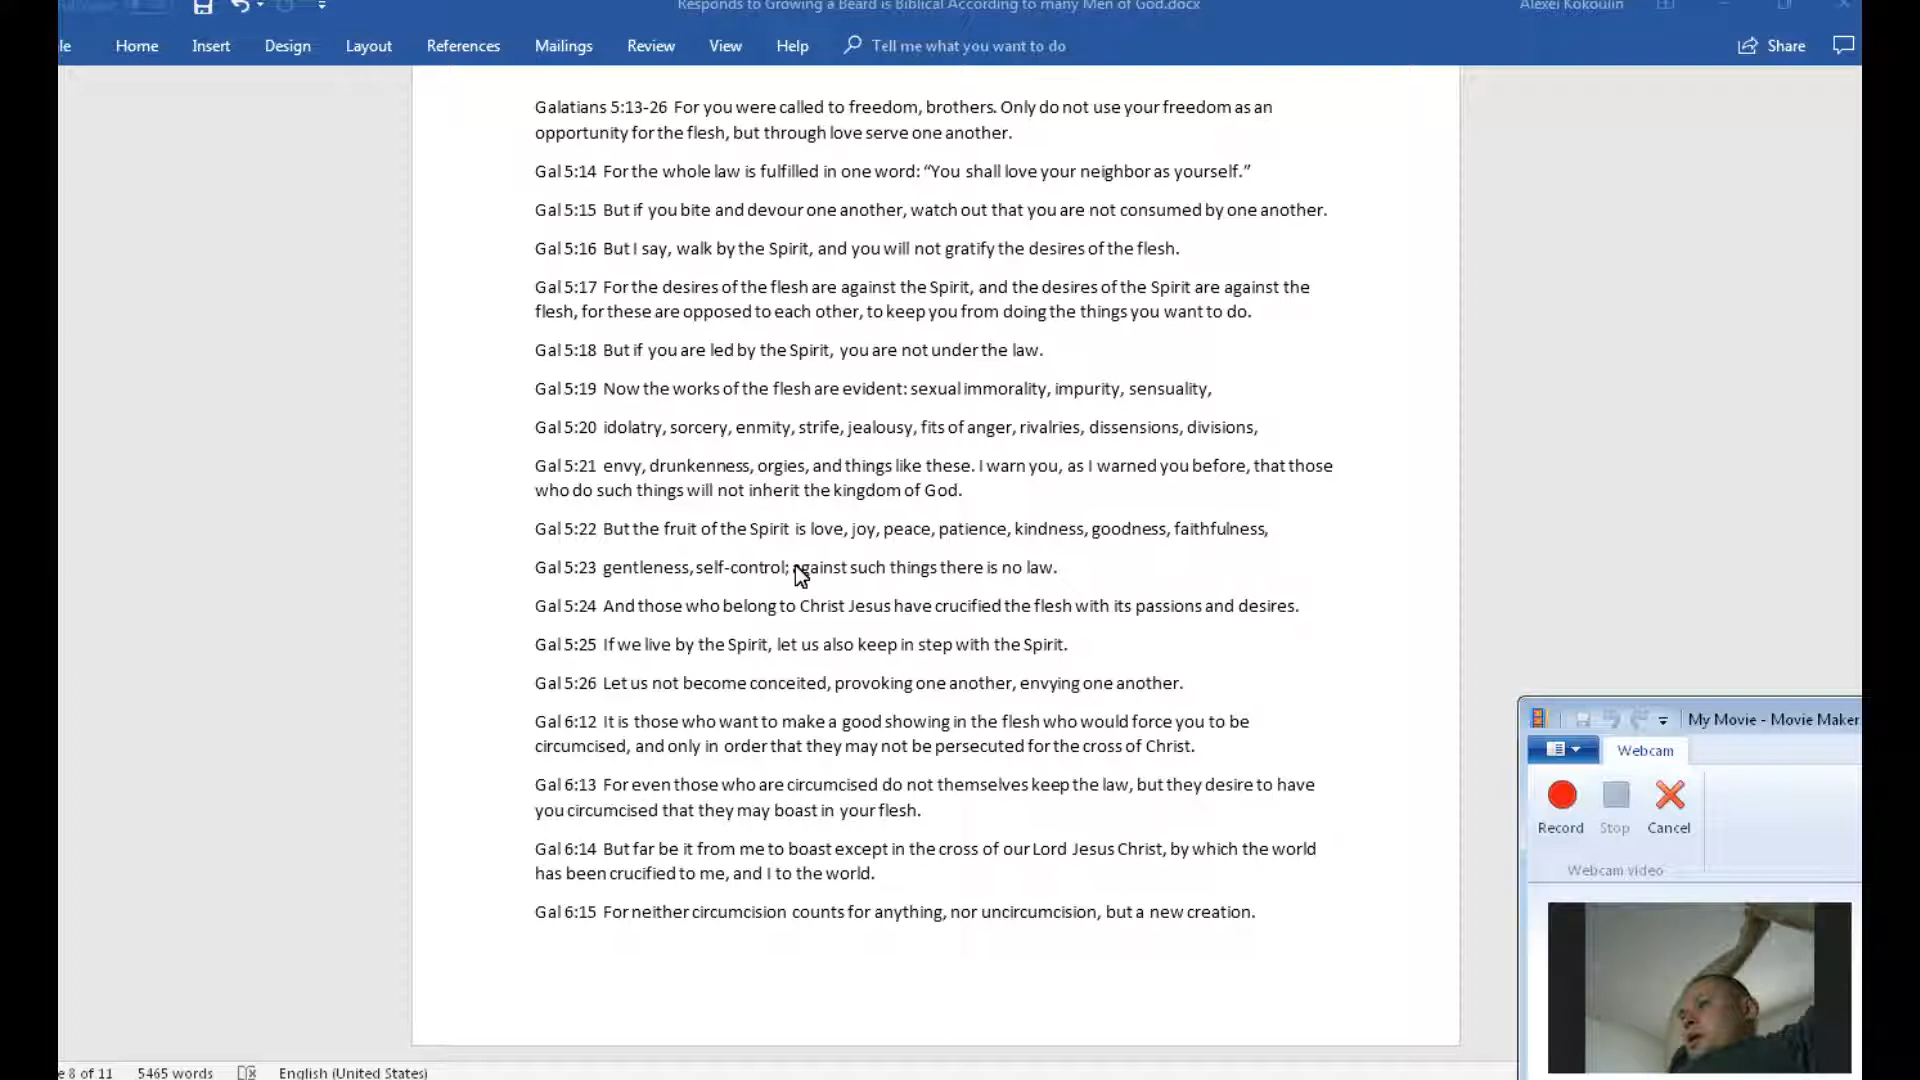 Responds to Growing a Beard is Biblical According to many Men of God.docx
Alexei Kokoulin
le Home Insert Design Layout References Mailings Review View Help Tell me what you want to do Share
Galatians 5:13-26 For you were called to freedom, brothers. Only do not use your freedom as an
opportunity for the flesh, but through love serve one another.
Gal 5:14 For the whole law is fulfilled in one word: “You shall love your neighbor as yourself.”
Gal 5:15 But if you bite and devour one another, watch out that you are not consumed by one another.
Gal 5:16 But I say, walk by the Spirit, and you will not gratify the desires of the flesh.
Gal 5:17 For the desires of the flesh are against the Spirit, and the desires of the Spirit are against the
flesh, for these are opposed to each other, to keep you from doing the things you want to do.
Gal 5:18 But if you are led by the Spirit, you are not under the law.
Gal 5:19 Now the works of the flesh are evident: sexual immorality, impurity, sensuality,
Gal 5:20 idolatry, sorcery, enmity, strife, jealousy, fits of anger, rivalries, dissensions, divisions,
Gal 5:21 envy, drunkenness, orgies, and things like these. I warn you, as I warned you before, that those
who do such things will not inherit the kingdom of God.
Gal 5:22 But the fruit of the Spirit is love, joy, peace, patience, kindness, goodness, faithfulness,
Gal 5:23 gentleness, self-control; against such things there is no law.
Gal 5:24 And those who belong to Christ Jesus have crucified the flesh with its passions and desires.
Gal 5:25 If we live by the Spirit, let us also keep in step with the Spirit.
Gal 5:26 Let us not become conceited, provoking one another, envying one another.
Gal 6:12 It is those who want to make a good showing in the flesh who would force you to be
circumcised, and only in order that they may not be persecuted for the cross of Christ.
Gal 6:13 For even those who are circumcised do not themselves keep the law, but they desire to have
you circumcised that they may boast in your flesh.
Gal 6:14 But far be it from me to boast except in the cross of our Lord Jesus Christ, by which the world
has been crucified to me, and I to the world.
Gal 6:15 For neither circumcision counts for anything, nor uncircumcision, but a new creation.
My Movie - Movie Maker
Webcam
Record Stop Cancel
Webcam video
e 8 of 11 5465 words English (United States)